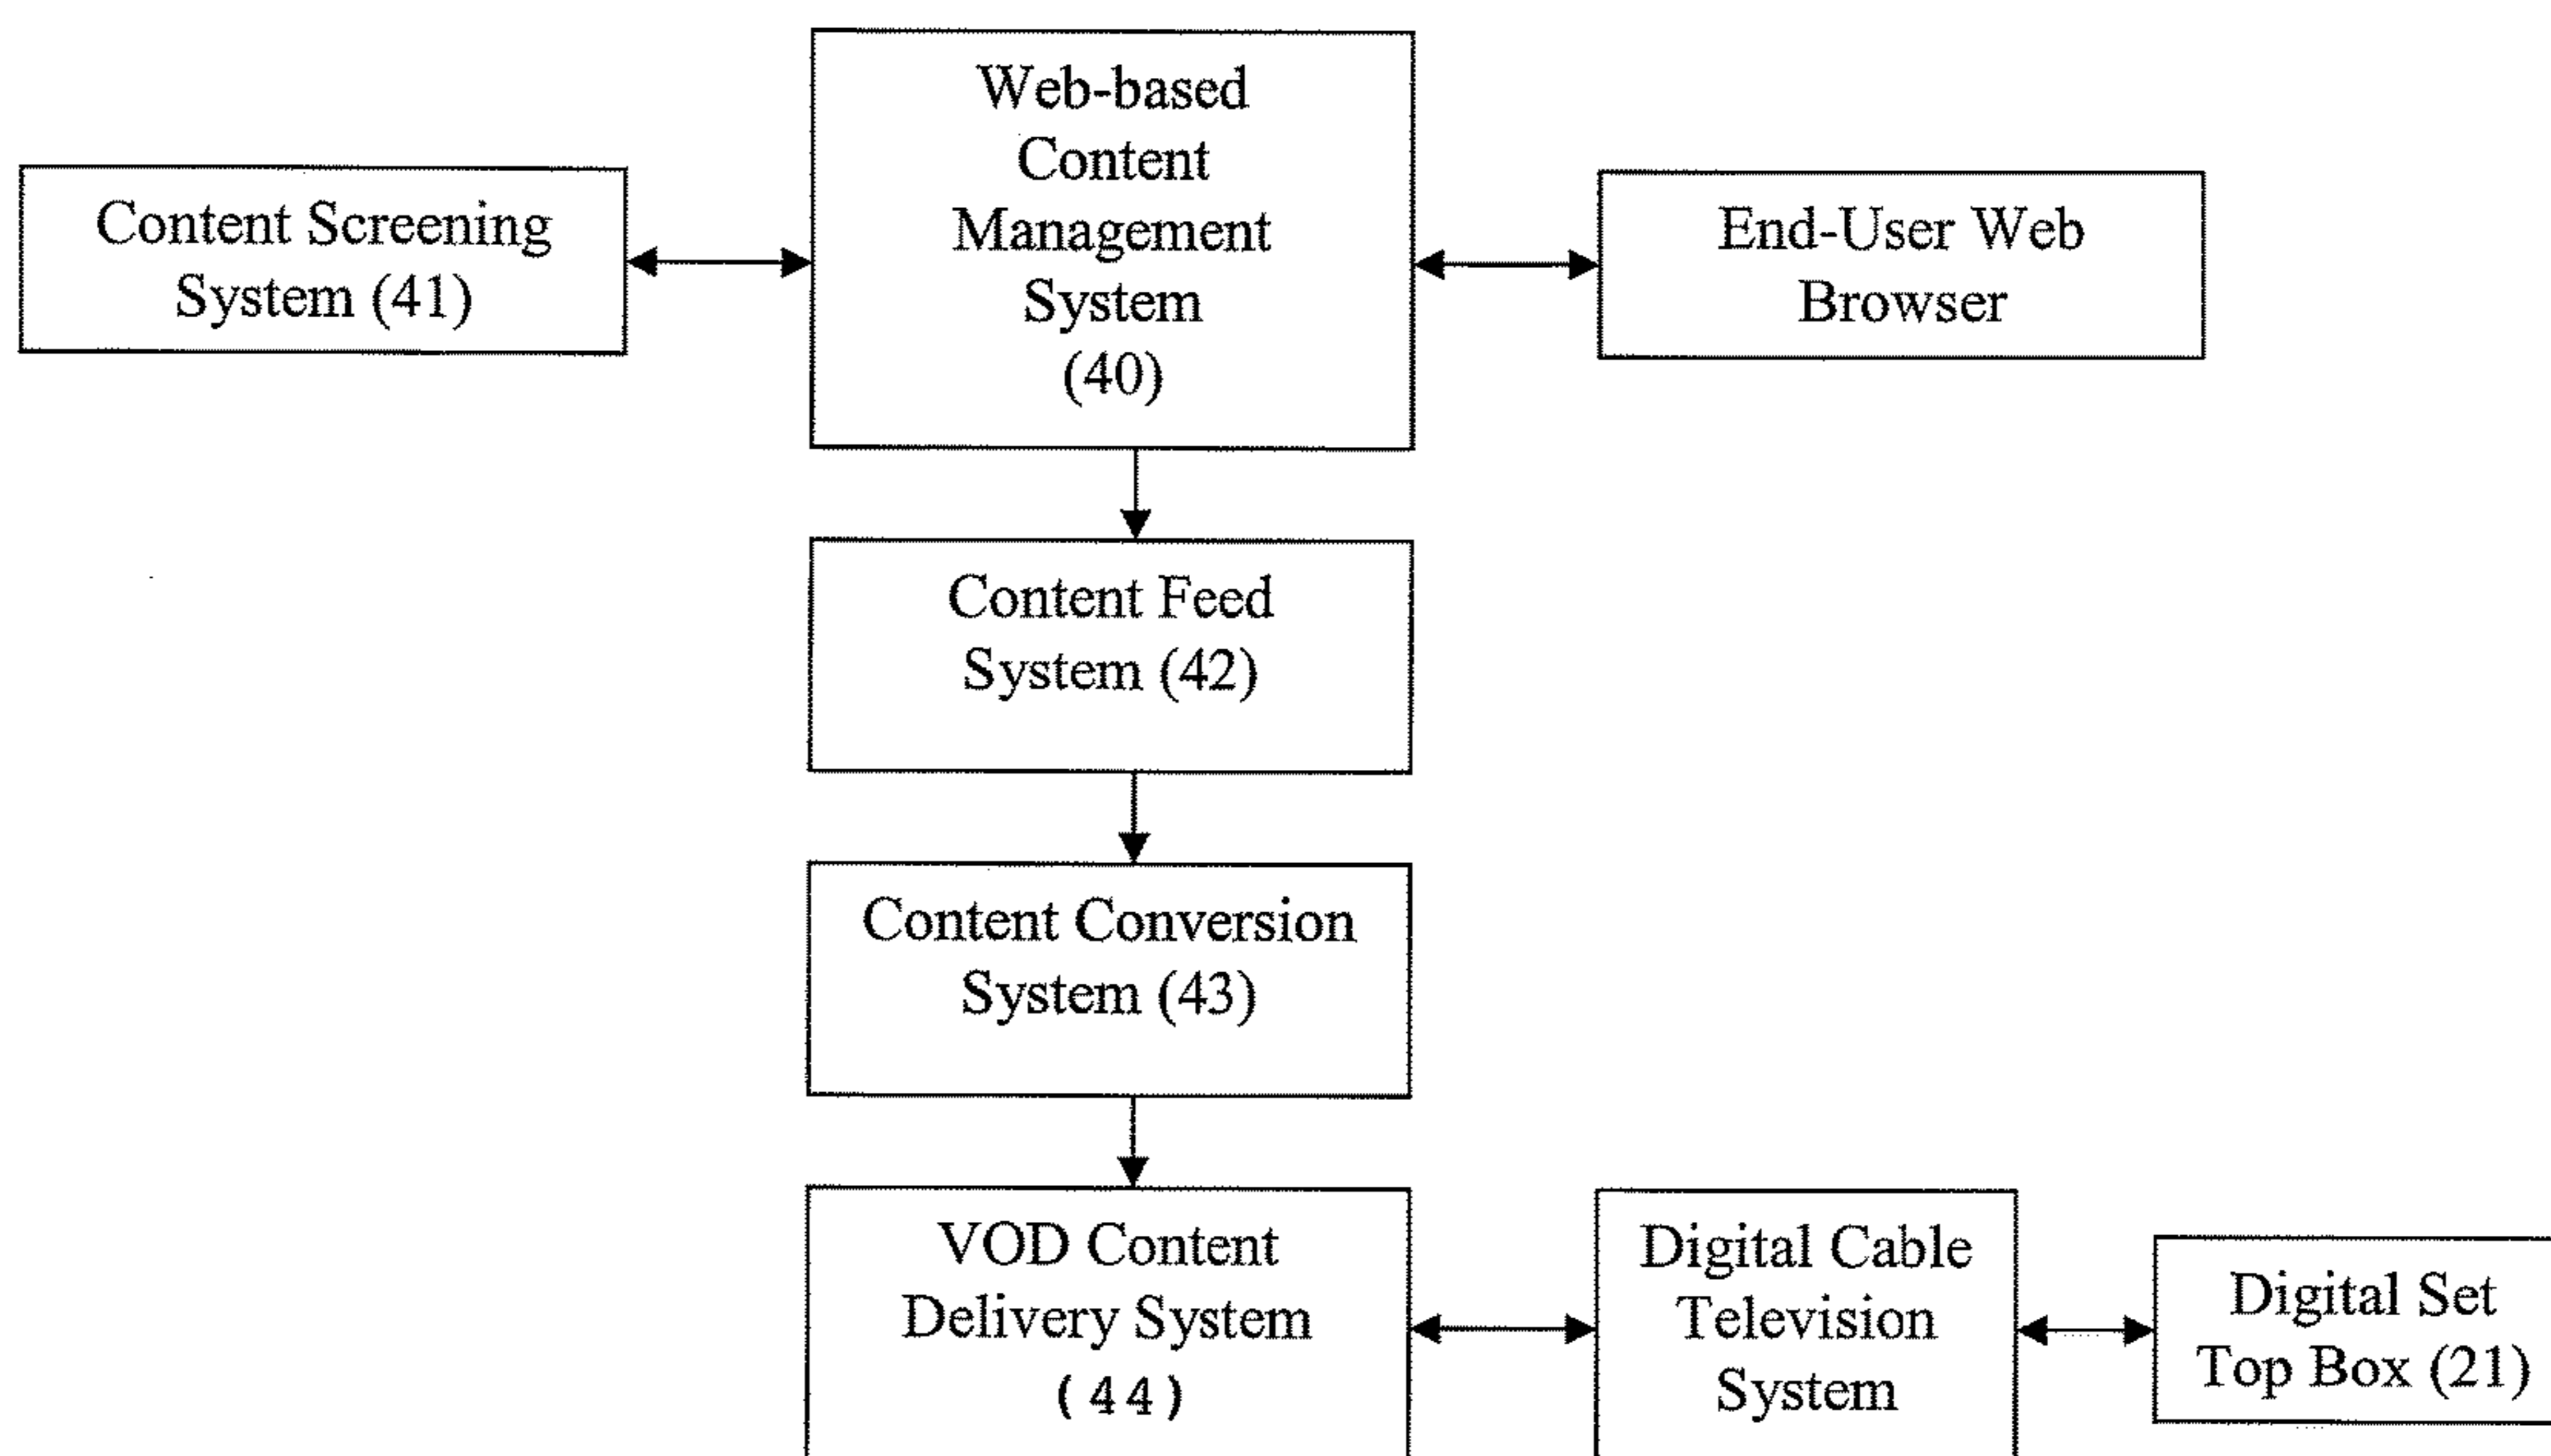 Web-based
Content
Management
System
(40)
Content Screening
System (41)
End-User Web
Browser
Content Feed
System (42)
Content Conversion
System (43)
VOD Content
Delivery System
(44)
Digital Cable
Television
System
Digital Set
Top Box (21)